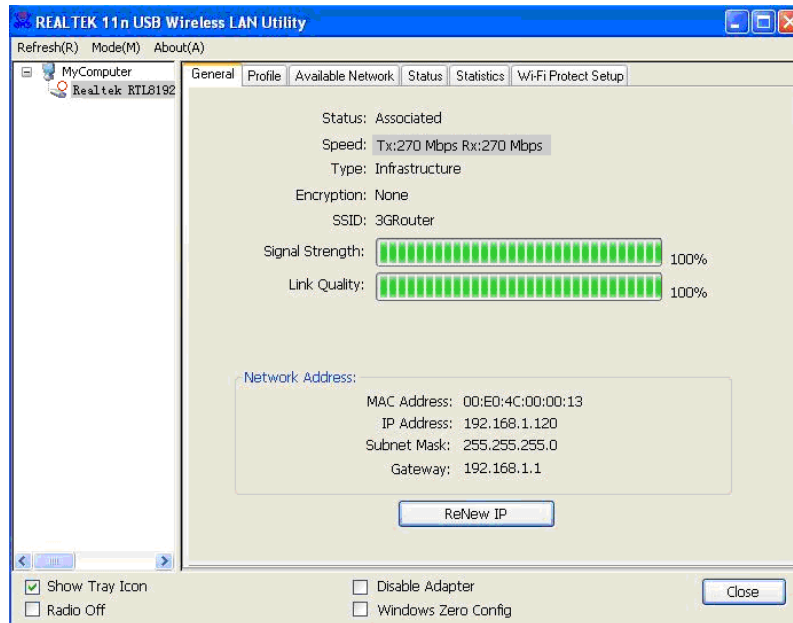 REALTEK 11n USB Wireless LAN Utility
Refresh(R) Mode(M) About(A)
MyComputer
Realtek RTL8192
General Profile Available Network Status Statistics Wi-Fi Protect Setup
Status: Associated
Speed: Tx:270 Mbps Rx:270 Mbps
Type: Infrastructure
Encryption: None
SSID: 3GRouter
Signal Strength: 100%
Link Quality: 100%
Network Address:
MAC Address: 00:E0:4C:00:00:13
IP Address: 192.168.1.120
Subnet Mask: 255.255.255.0
Gateway: 192.168.1.1
ReNew IP
Show Tray Icon Disable Adapter Close
Radio Off Windows Zero Config